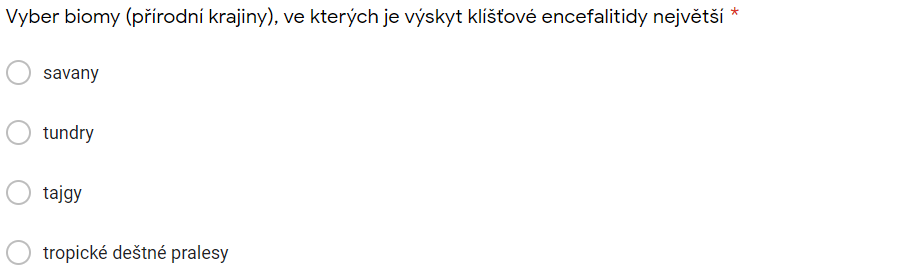 Vyber biomy (přírodní krajiny), ve kterých je výskyt klíšťové encefalitidy největší *
savany
tundry
tajgy
tropické deštné pralesy